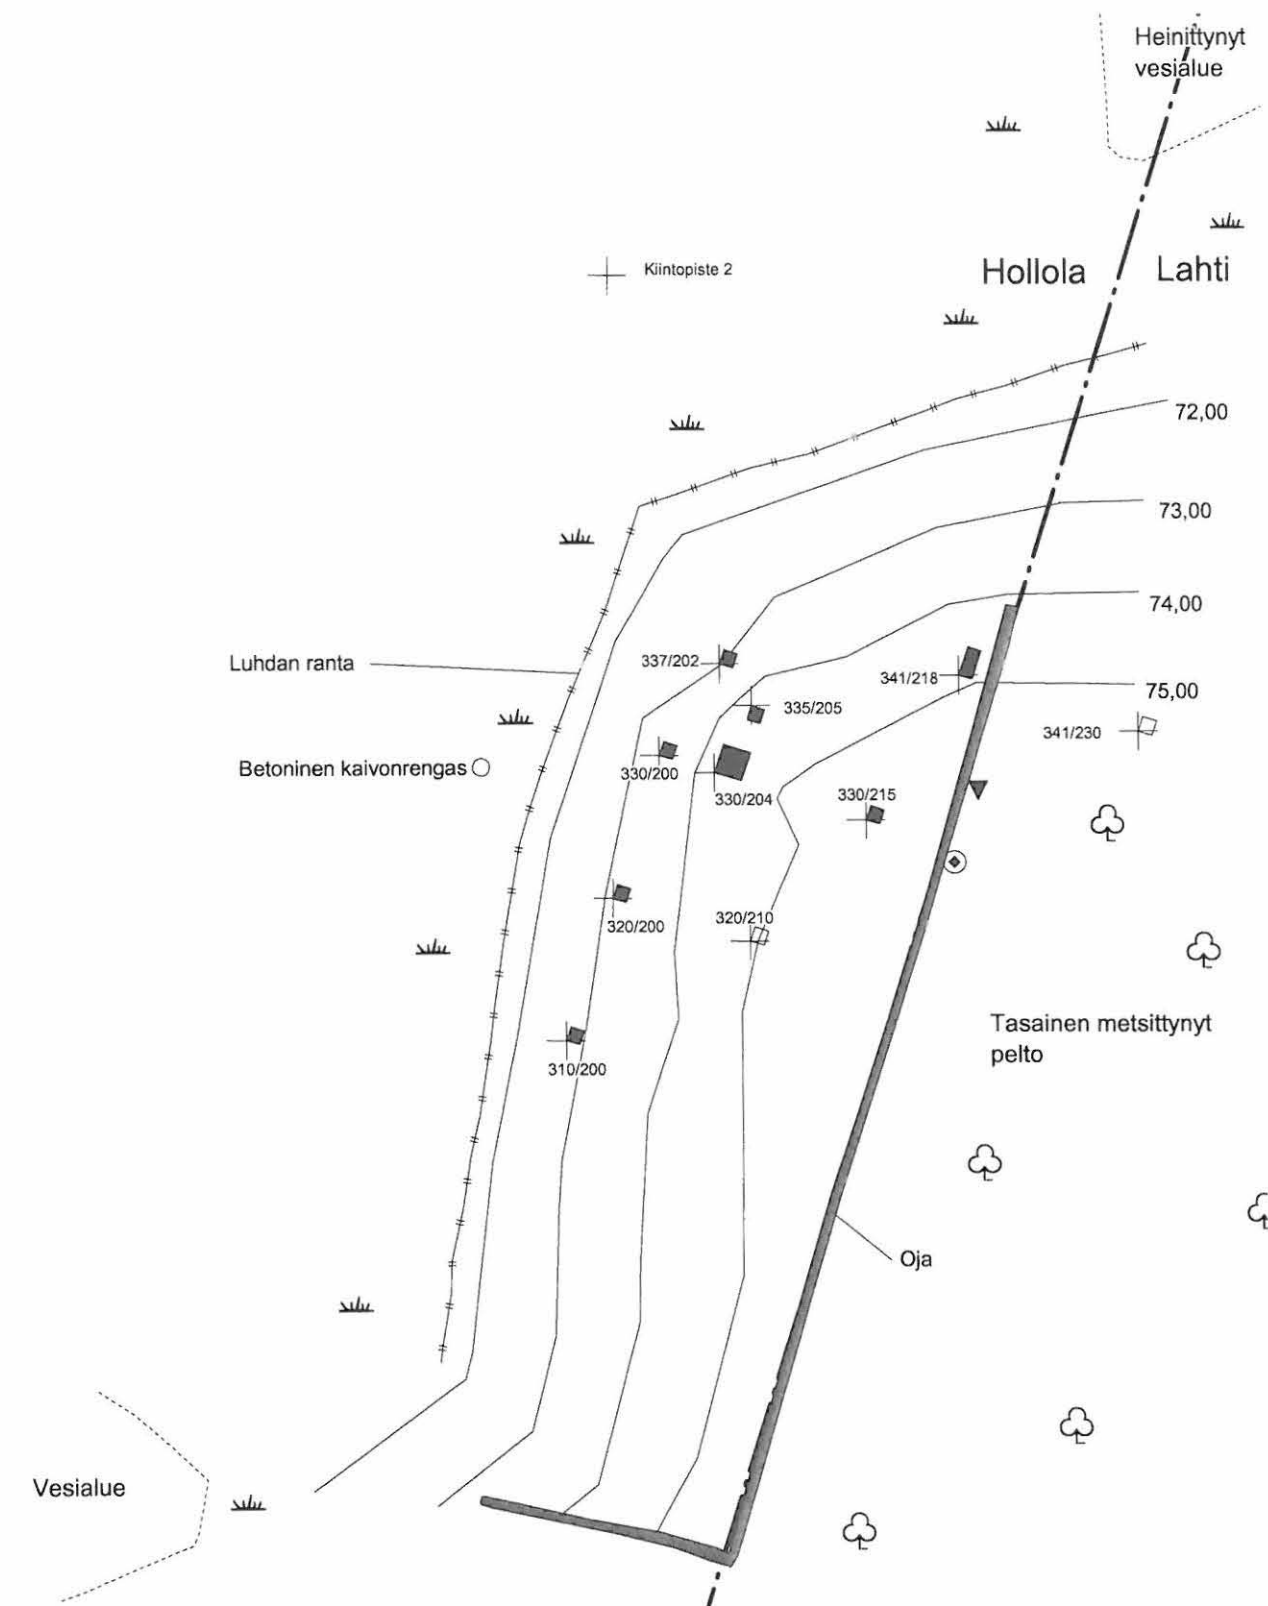 Heinittynyt
vesialue
Kiintopiste 2
Hollola
Lahti
72,00
73,00
74,00
Luhdan ranta
337/202
341/218
75,00
335/205
341/230
Betoninen kaivonrengas
330/200
330/204
330/215
320/200
320/210
Tasainen metsittynyt
pelto
310/200
Oja
Vesialue